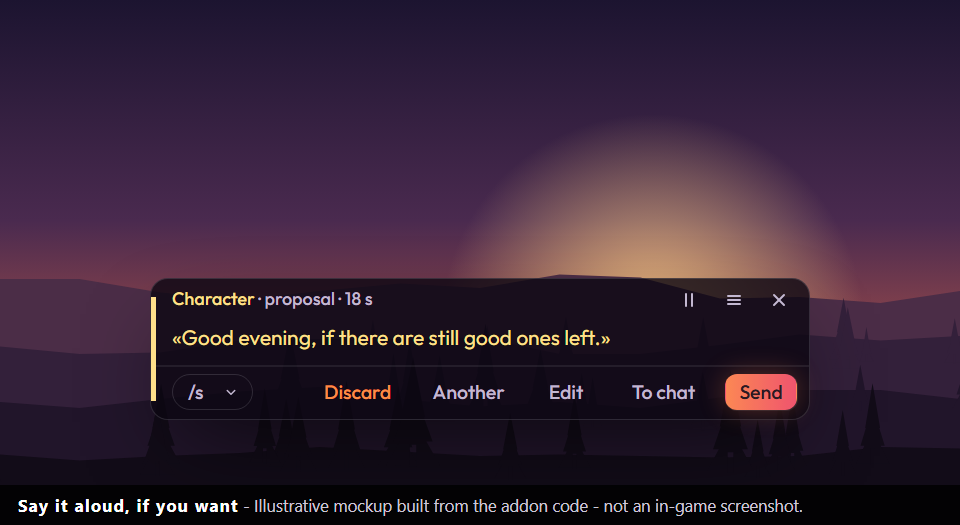 Character · proposal · 18 s
«Good evening, if there are still good ones left.»
/s Discard Another Edit To chat Send
Say it aloud, if you want - Illustrative mockup built from the addon code - not an in-game screenshot.